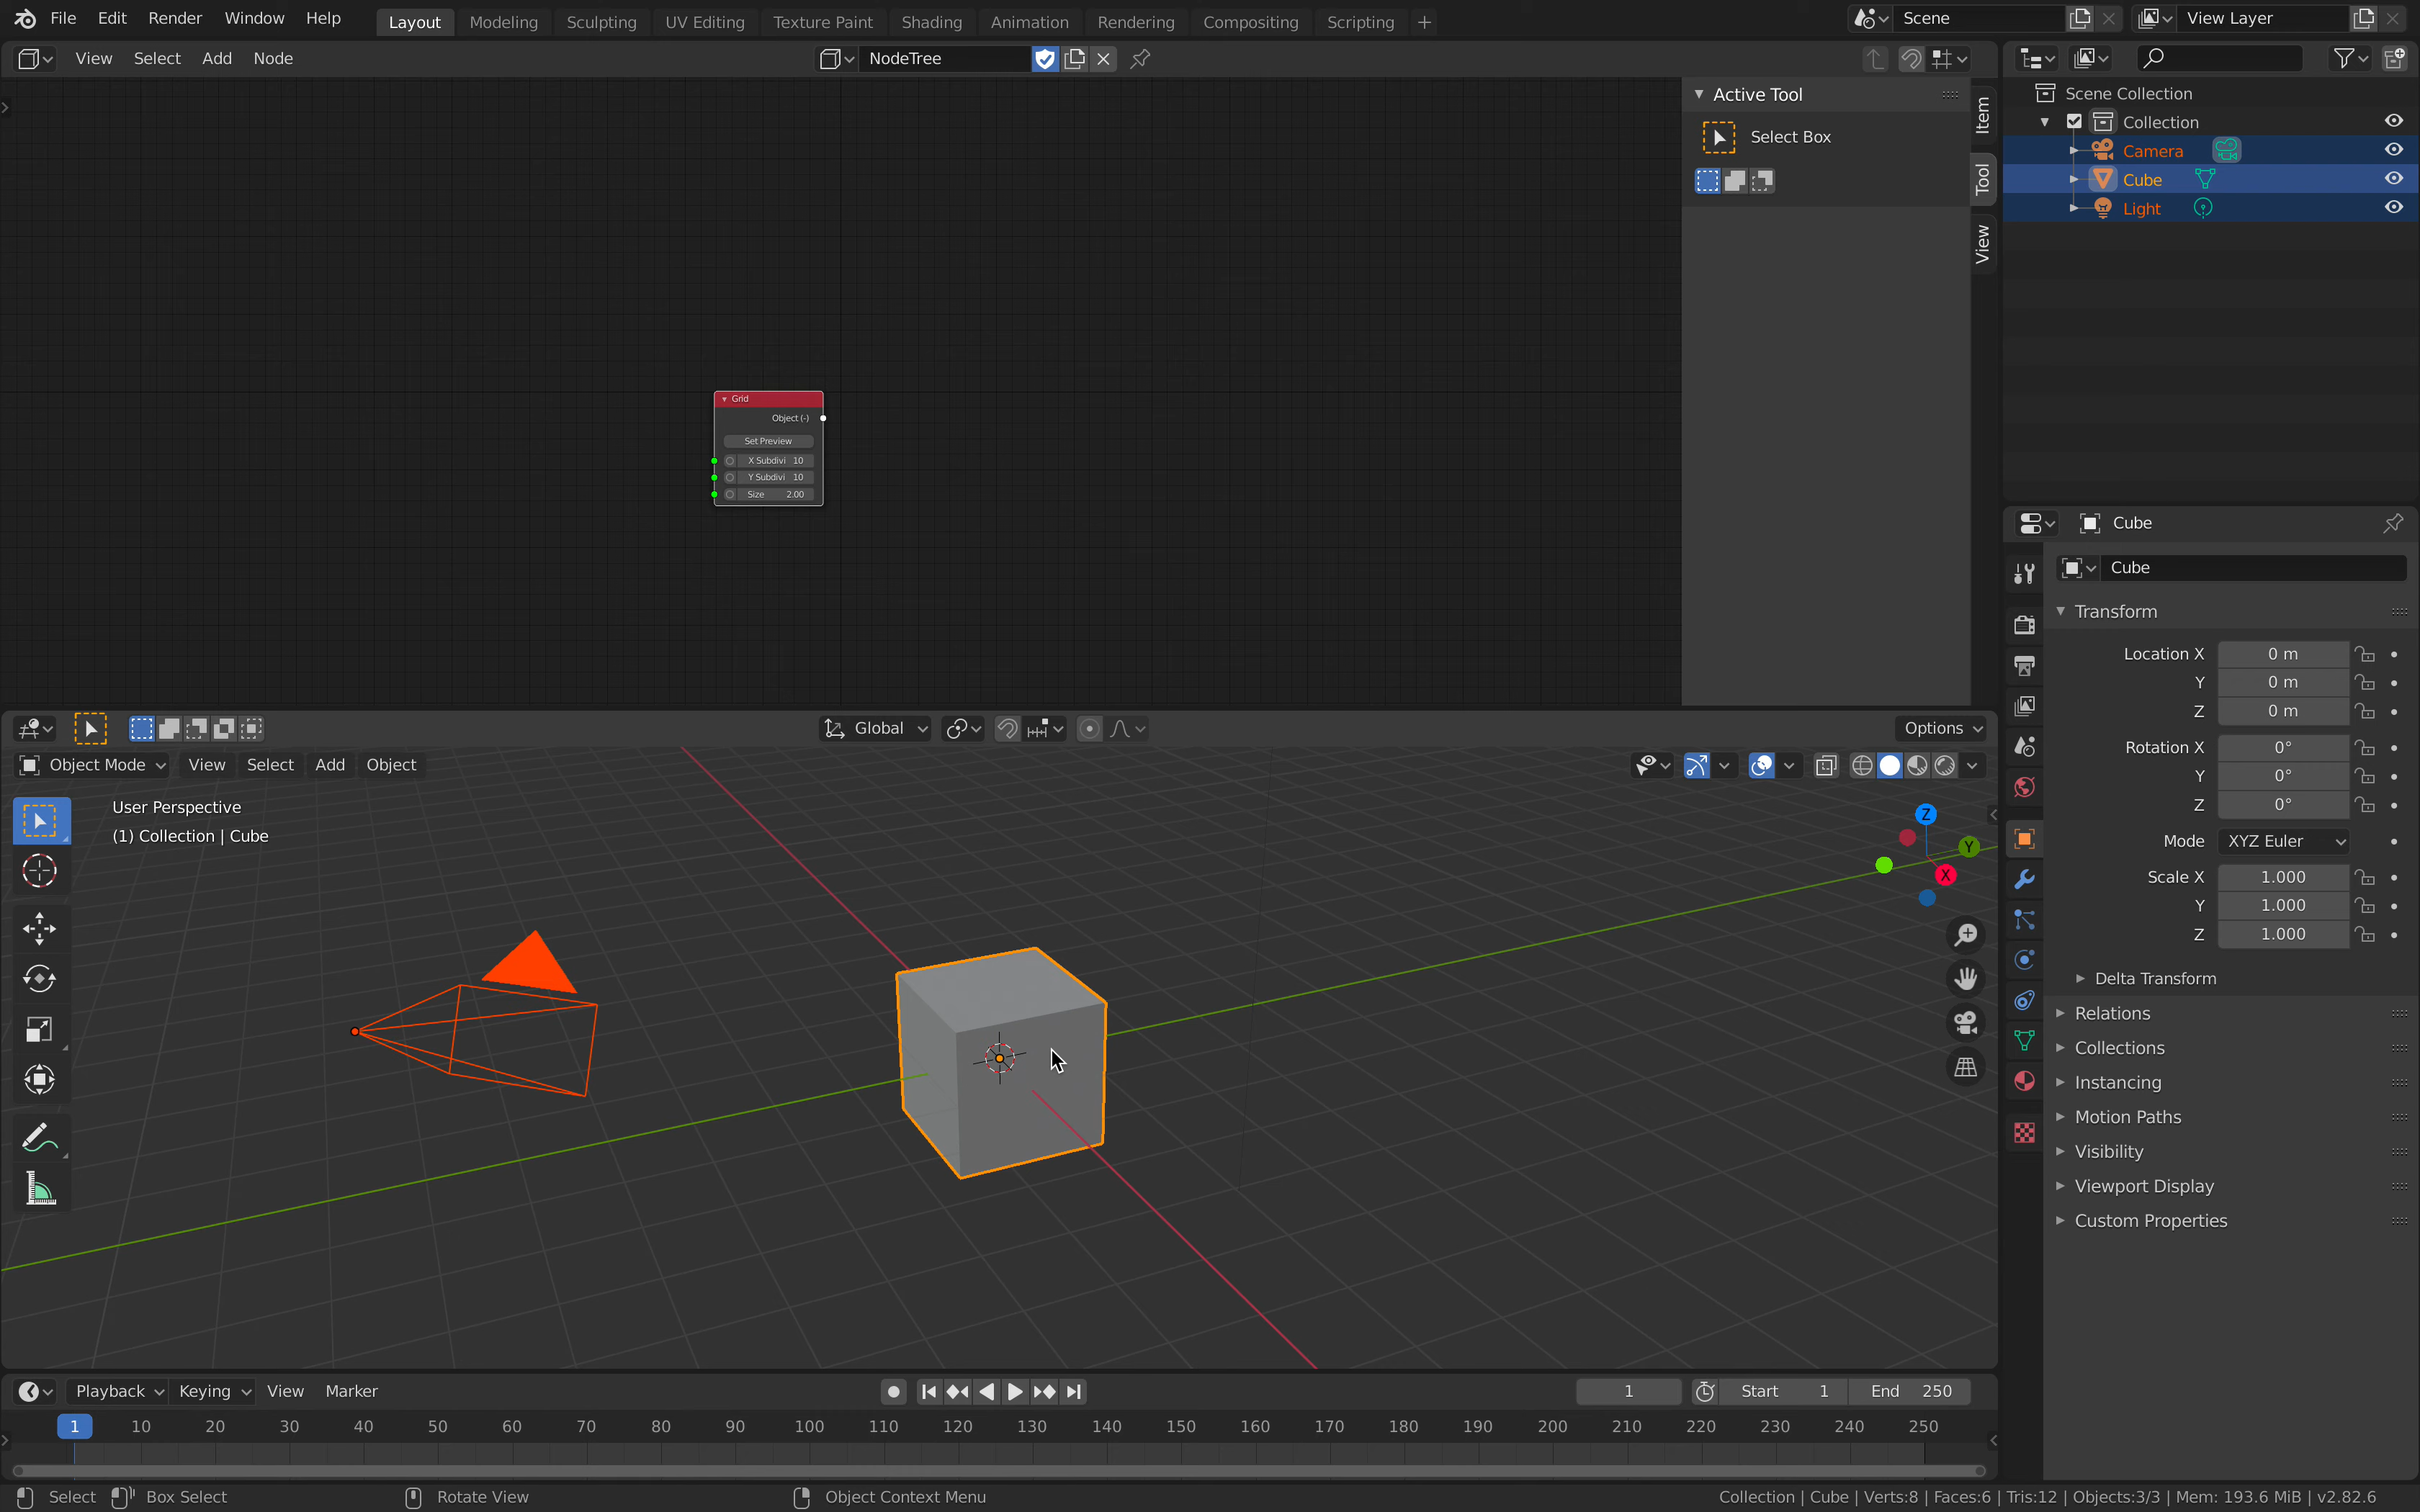 File Edit Render Window Help Layout Modeling Sculpting UV Editing Texture Paint Shading Animation Rendering Compositing Scripting + Scene View Layer
View Select Add Node NodeTree
Active Tool
Select Box
Item
Tool
View
Grid
Object (-)
Set Preview
X Subdivi 10
Y Subdivi 10
Size 2.00
Scene Collection
Collection
Camera
Cube
Light
Cube
Cube
Transform
Location X 0 m
Y 0 m
Z 0 m
Rotation X 0°
Y 0°
Z 0°
Mode XYZ Euler
Scale X 1.000
Y 1.000
Z 1.000
Delta Transform
Relations
Collections
Instancing
Motion Paths
Visibility
Viewport Display
Custom Properties
Global Options
Object Mode View Select Add Object
User Perspective
(1) Collection | Cube
Z
Y
X
Playback Keying View Marker 1 Start 1 End 250
1 10 20 30 40 50 60 70 80 90 100 110 120 130 140 150 160 170 180 190 200 210 220 230 240 250
Select Box Select Rotate View Object Context Menu Collection | Cube | Verts:8 | Faces:6 | Tris:12 | Objects:3/3 | Mem: 193.6 MiB | v2.82.6